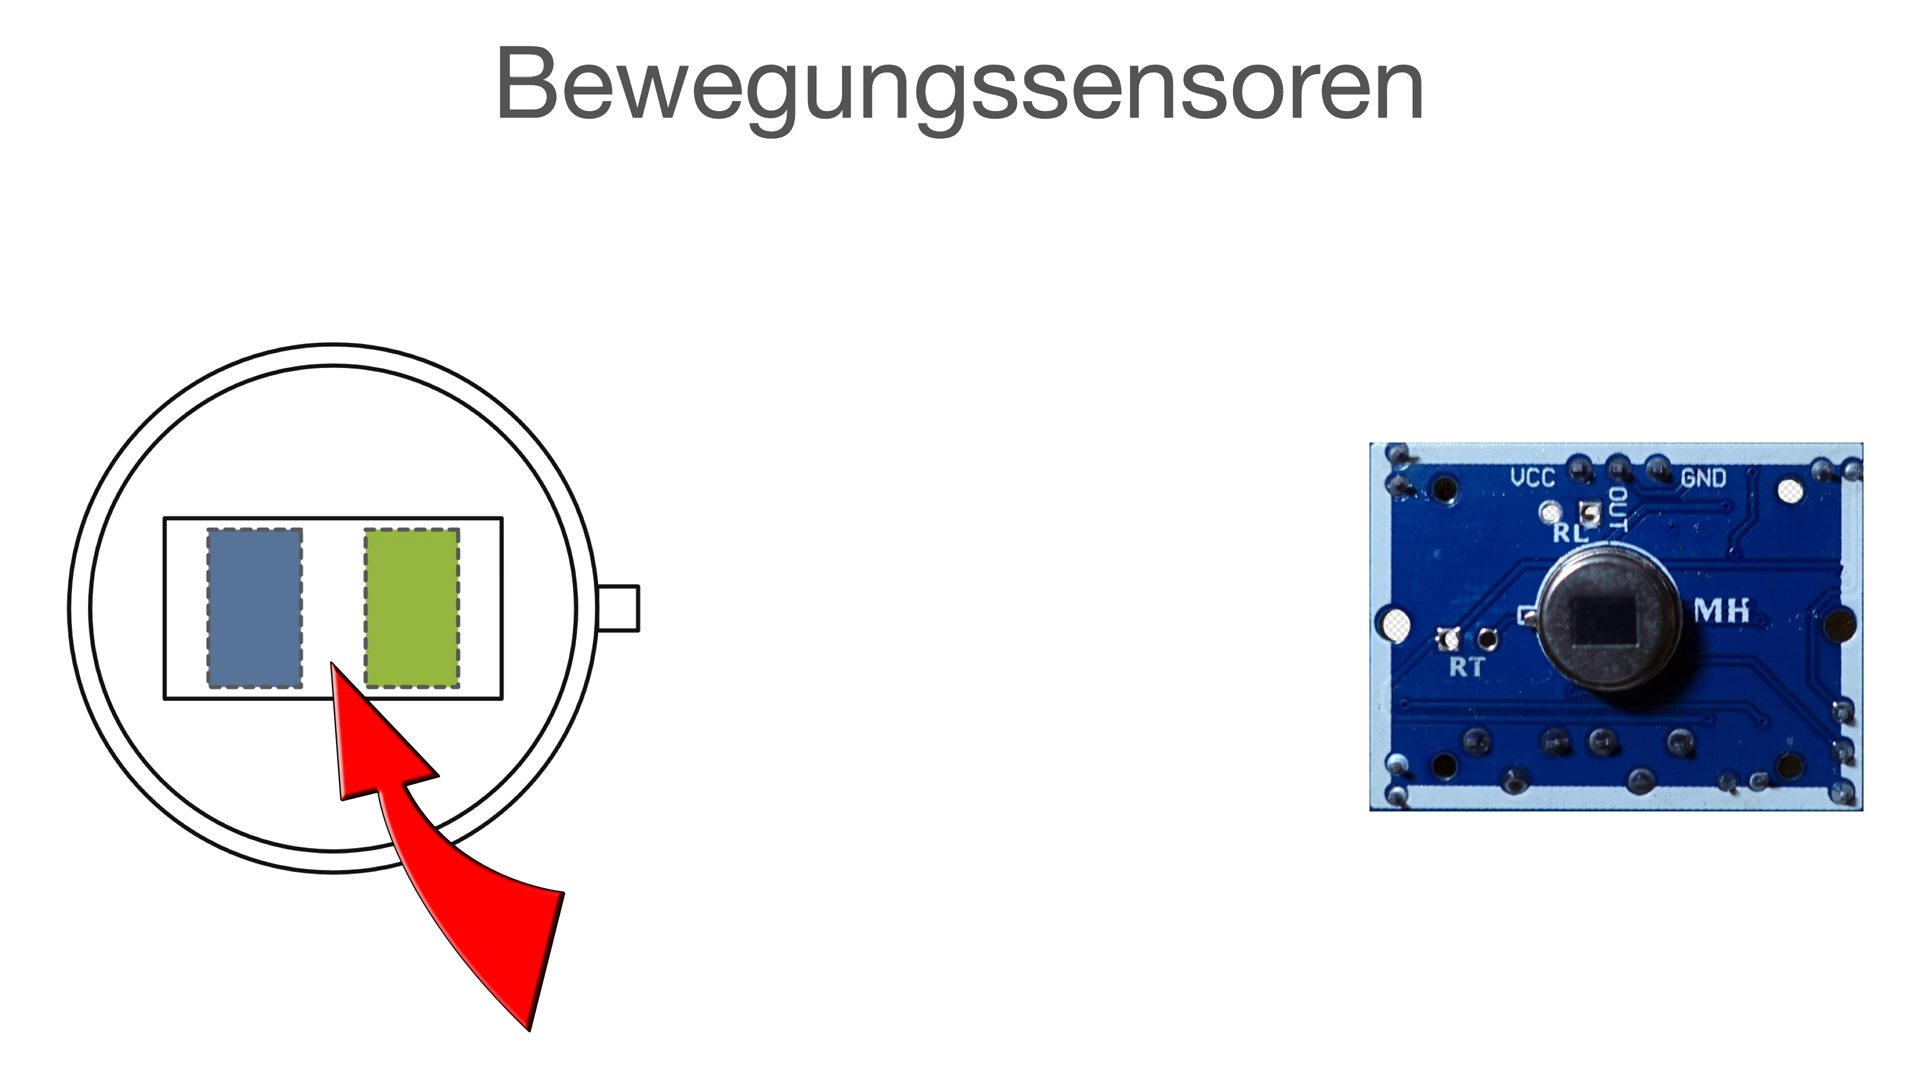 Bewegungssensoren
VCC
GND
OUT
RL
MH
RT